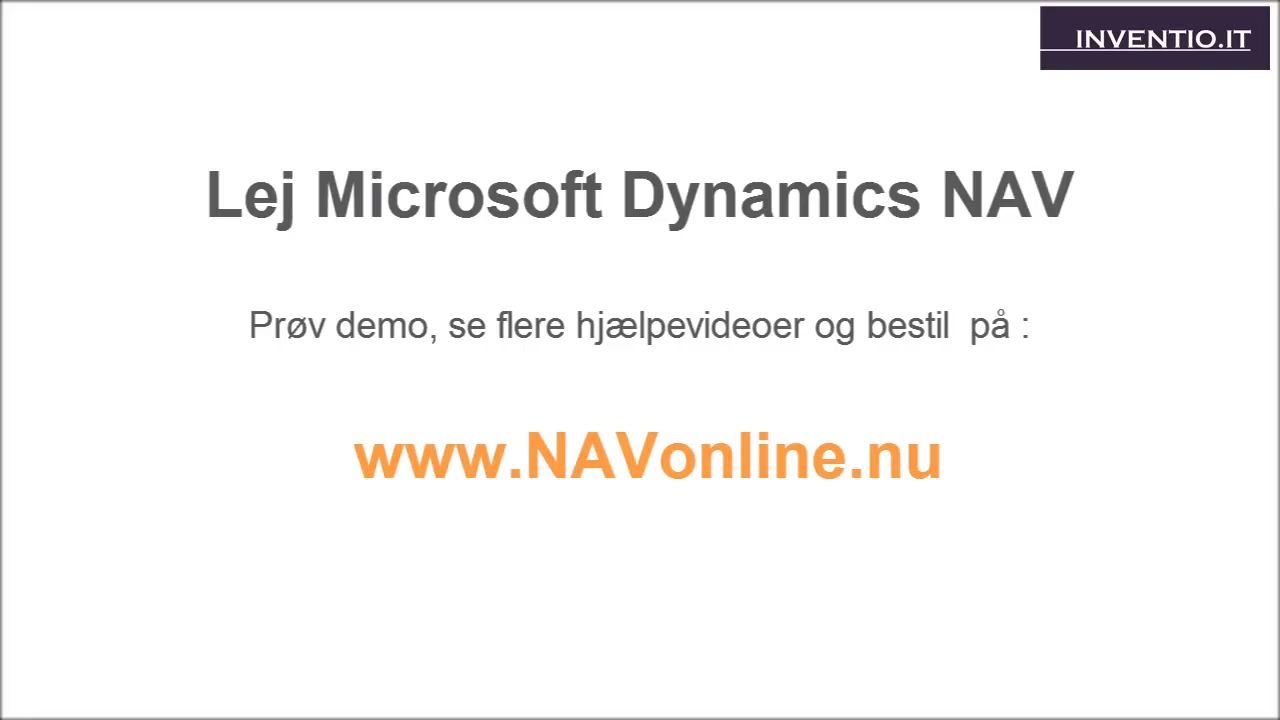 INVENTIO.IT
Lej Microsoft Dynamics NAV
Prøv demo, se flere hjælpevideoer og bestil  på :
www.NAVonline.nu